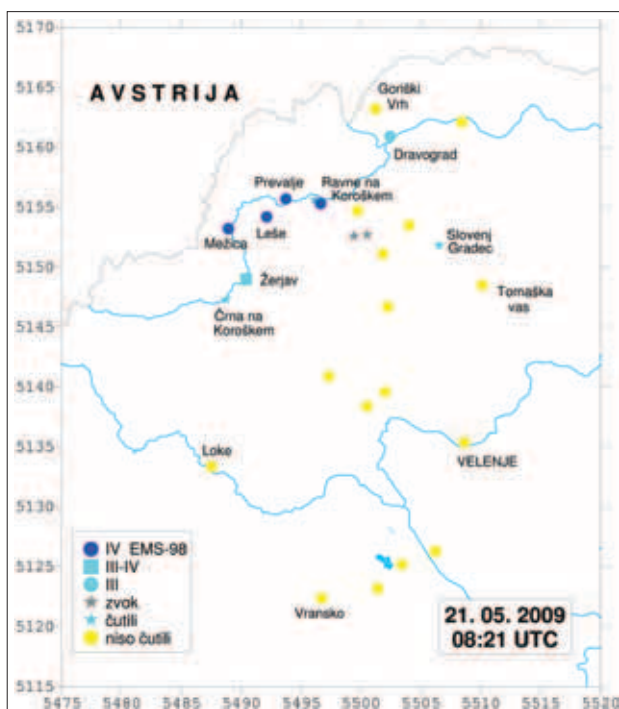 5170
5165
5160
5155
5150
5145
5140
5135
5130
5125
5120
5115
AVSTRIJA
Goriški
Vrh
Dravograd
Prevalje
Ravne na
Koroškem
Mežica
Leše
Slovenj
Gradec
Žerjav
Tomaška
vas
Črna na
Koroškem
Loke
VELENJE
Vransko
IV EMS-98
III-IV
III
zvok
čutili
niso čutili
21. 05. 2009
08:21 UTC
5475 5480 5485 5490 5495 5500 5505 5510 5515 5520